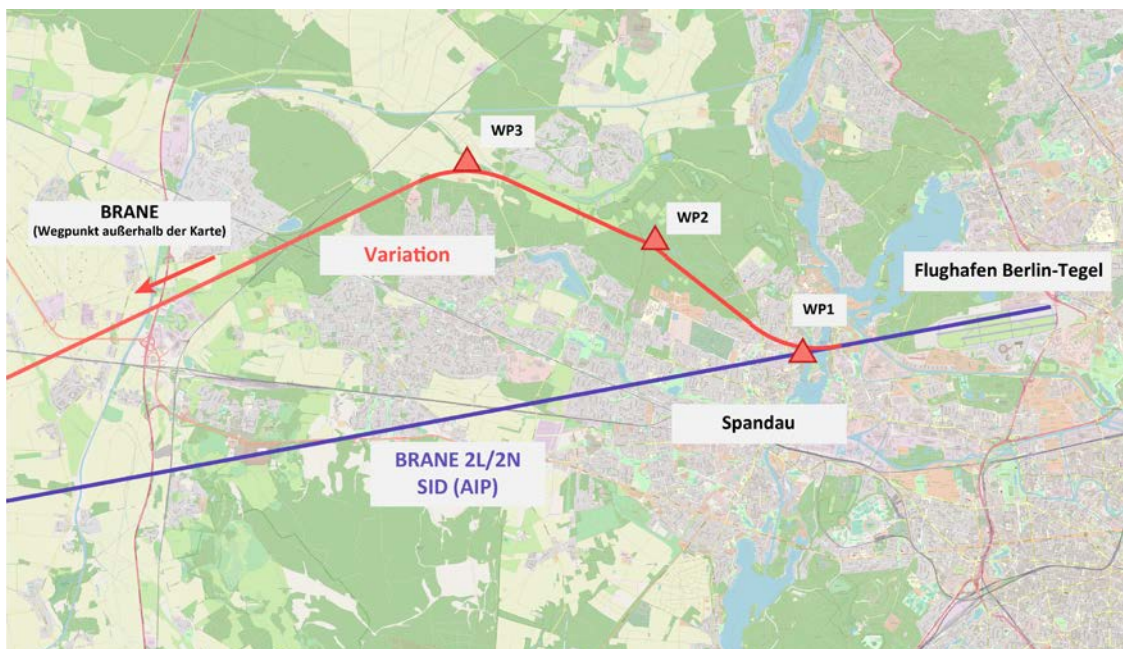 WP3
BRANE
(Wegpunkt außerhalb der Karte)
WP2
Variation
Flughafen Berlin-Tegel
WP1
Spandau
BRANE 2L/2N
SID (AIP)